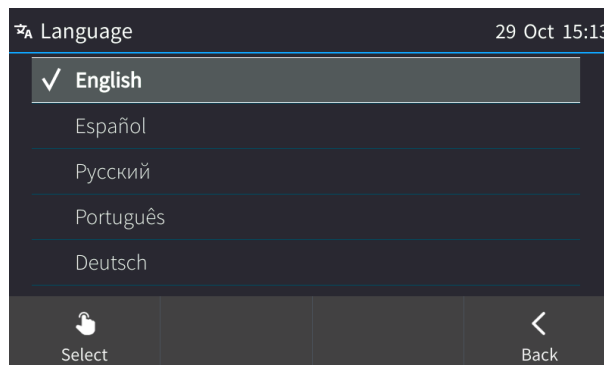 Language 29 Oct 15:13
English
Español
Русский
Português
Deutsch
Select Back